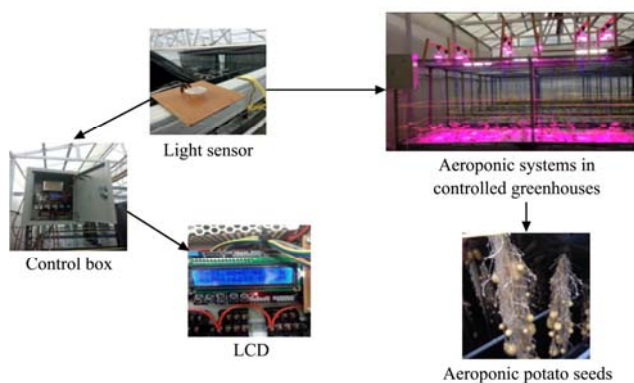 Light sensor
Aeroponic systems in
controlled greenhouses
Control box
LCD
Aeroponic potato seeds